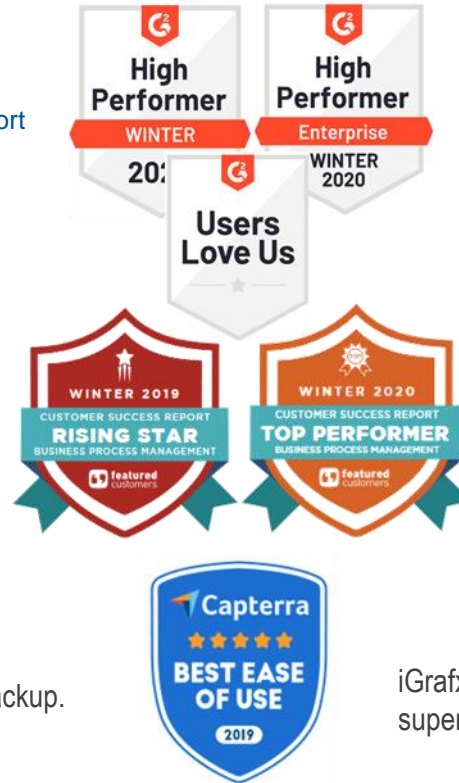 High
Performer
WINTER
High
Performer
Enterprise
WINTER
2020
ort
Users
Love Us
WINTER 2019
CUSTOMER SUCCESS REPORT
RISING STAR
BUSINESS PROCESS MANAGEMENT
featured
customers
TOP
WINTER 2020
CUSTOMER SUCCESS REPORT
TOP PERFORMER
BUSINESS PROCESS MANAGEMENT
featured
customers
Capterra
BEST EASE
OF USE
2019
ackup.
iGrafx
super